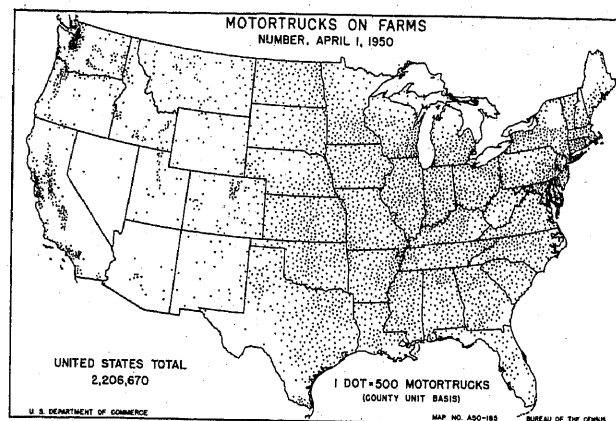 MOTORTRUCKS ON FARMS
NUMBER, APRIL 1, 1950
UNITED STATES TOTAL
2,206,670
1 DOT=500 MOTORTRUCKS
(COUNTY UNIT BASIS)
U. S. DEPARTMENT OF COMMERCE
MAP NO. A50-185
BUREAU OF THE CENSUS